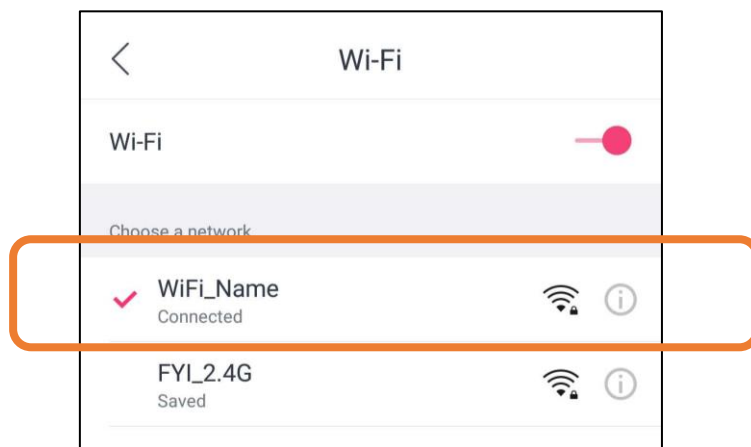 Wi-Fi
Wi-Fi
Choose a network
WiFi_Name
Connected
FYI_2.4G
Saved